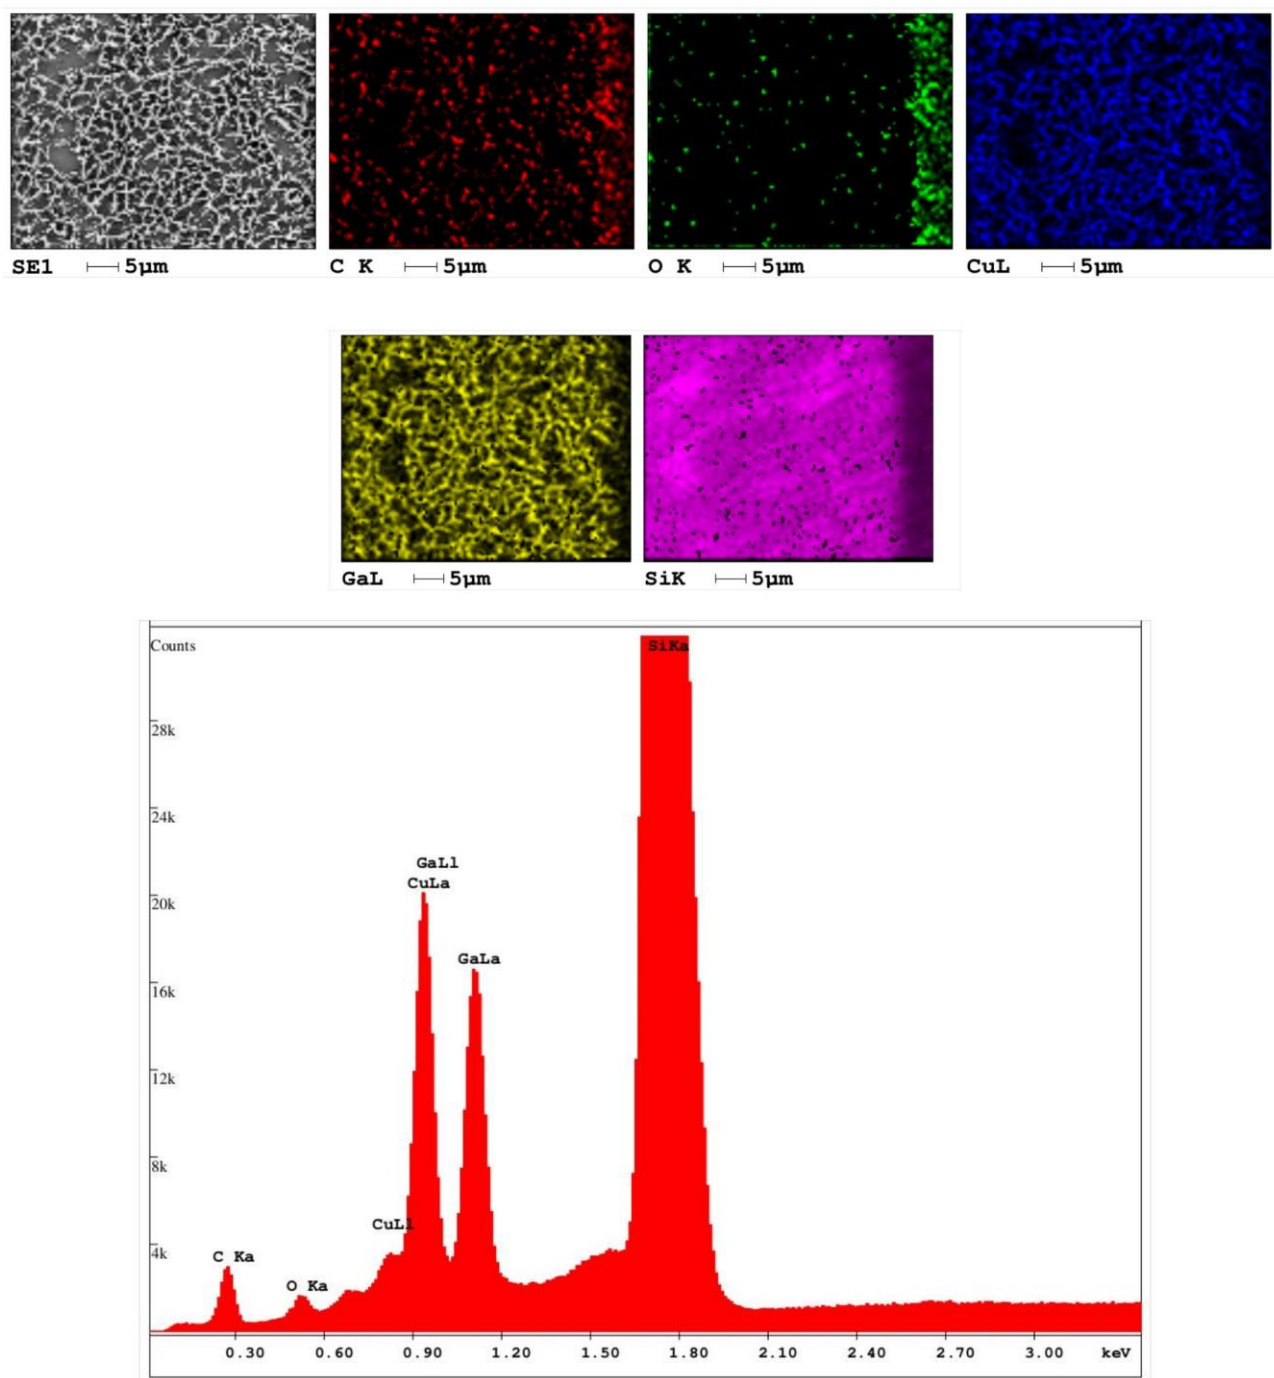 SE1 5µm
C K 5µm
O K 5µm
CuL 5µm
GaL 5µm
SiK 5µm
Counts
SiKa
28k
24k
GaLl
CuLa
20k
GaLa
16k
12k
8k
CuLl
4k
C Ka
O Ka
0.30 0.60 0.90 1.20 1.50 1.80 2.10 2.40 2.70 3.00 keV